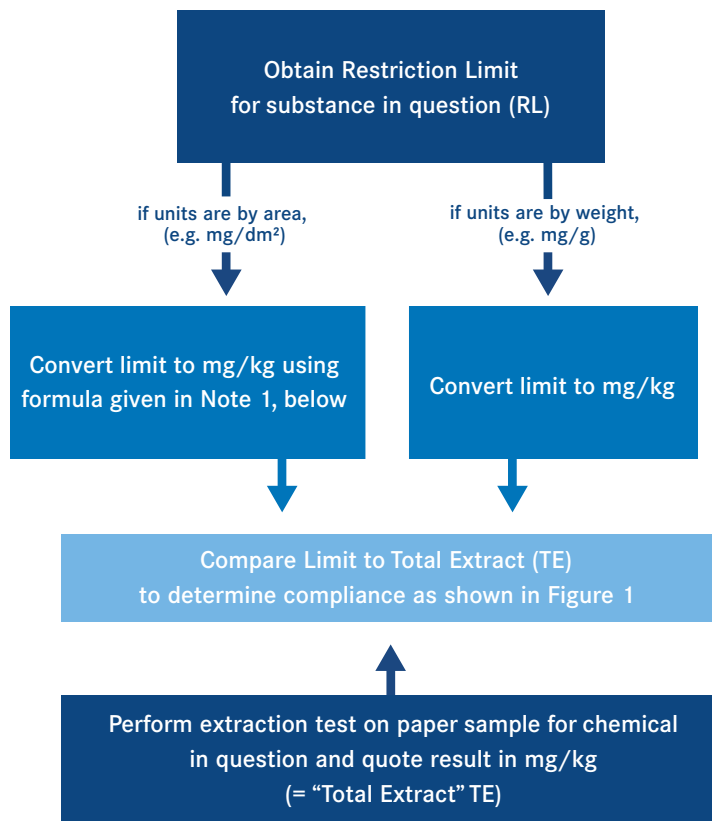 Obtain Restriction Limit
for substance in question (RL)
if units are by area,
(e.g. mg/dm²)
if units are by weight,
(e.g. mg/g)
Convert limit to mg/kg using
formula given in Note 1, below
Convert limit to mg/kg
Compare Limit to Total Extract (TE)
to determine compliance as shown in Figure 1
Perform extraction test on paper sample for chemical
in question and quote result in mg/kg
(= “Total Extract” TE)